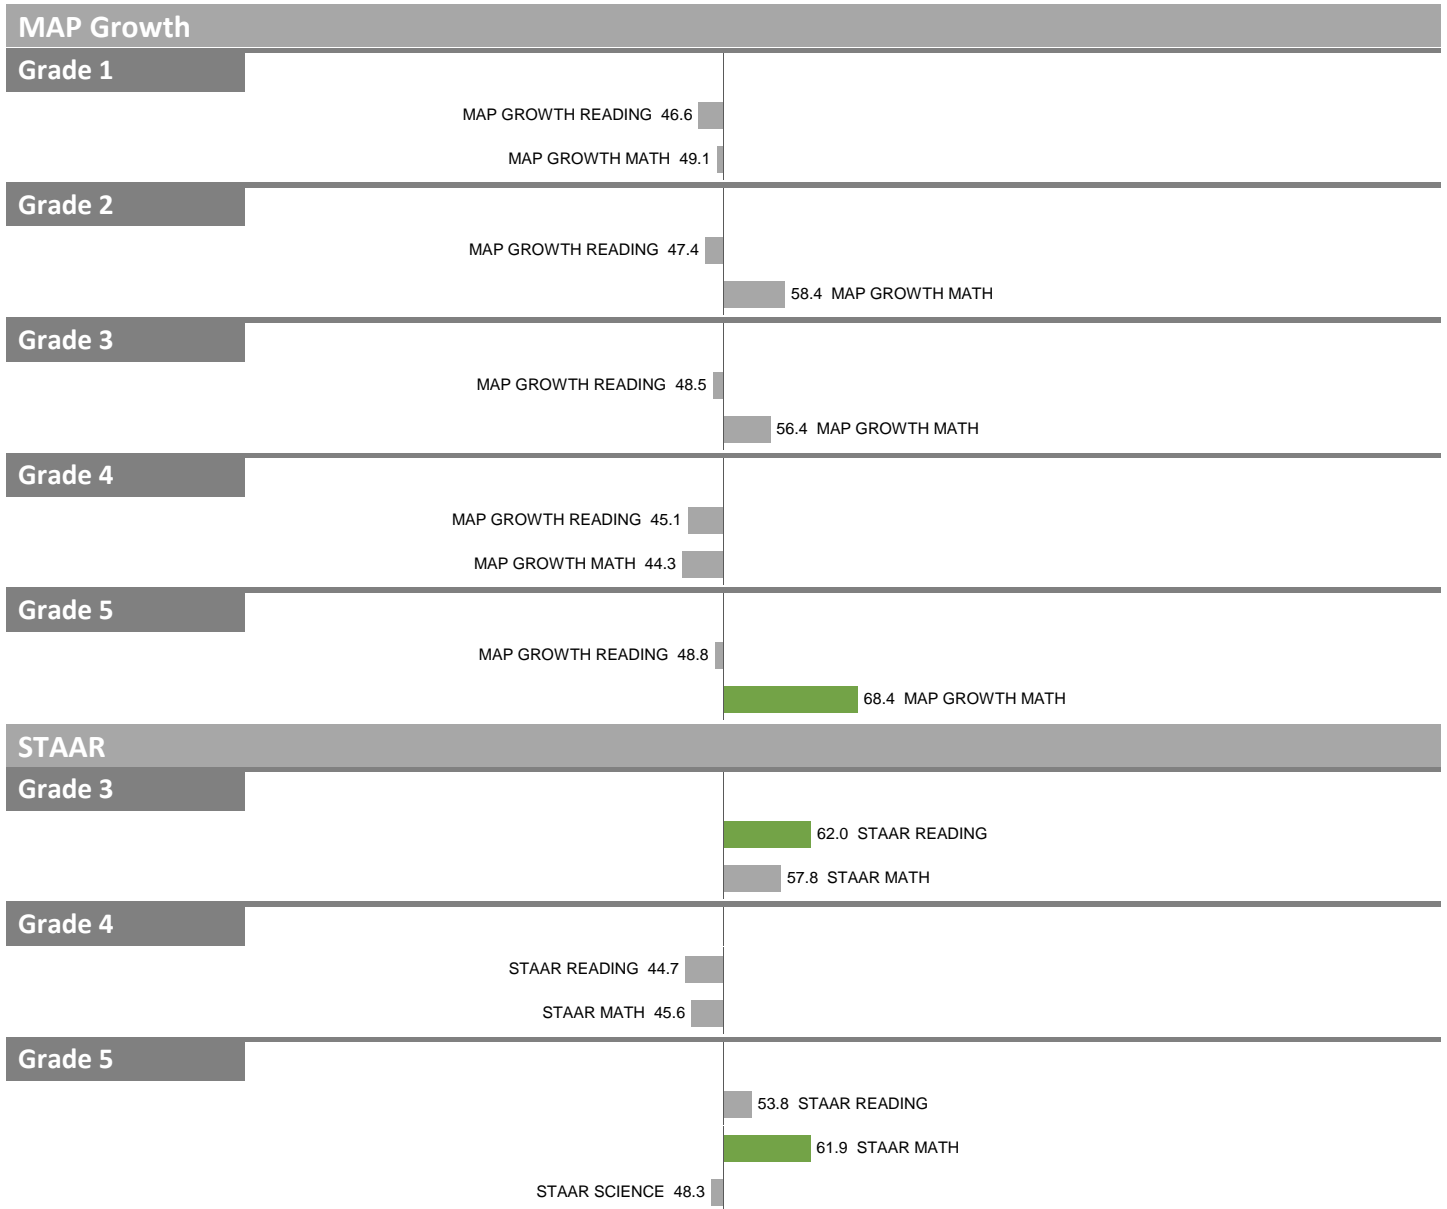 MAP Growth
Grade 1
MAP GROWTH READING 46.6
MAP GROWTH MATH 49.1
Grade 2
MAP GROWTH READING 47.4
58.4 MAP GROWTH MATH
Grade 3
MAP GROWTH READING 48.5
56.4 MAP GROWTH MATH
Grade 4
MAP GROWTH READING 45.1
MAP GROWTH MATH 44.3
Grade 5
MAP GROWTH READING 48.8
68.4 MAP GROWTH MATH
STAAR
Grade 3
62.0 STAAR READING
57.8 STAAR MATH
Grade 4
STAAR READING 44.7
STAAR MATH 45.6
Grade 5
53.8 STAAR READING
61.9 STAAR MATH
STAAR SCIENCE 48.3